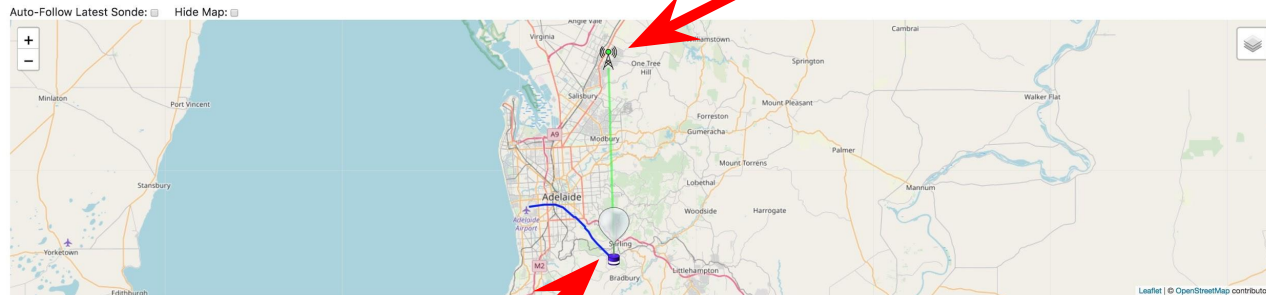 Auto-Follow Latest Sonde: Hide Map:
Angle Vale
Virginia
Cambrai
+
−
One Tree
Hill
Springton
Minlaton
Port Vincent
Salisbury
Mount Pleasant
Walker Flat
Forreston
A9
Modbury
Gumeracha
Palmer
Mount Torrens
Stansbury
Lobethal
Mannum
Adelaide
Woodside
Harrogate
Adelaide
Airport
Stirling
Yorketown
M2
Littlehampton
Bradbury
Edithburgh
Leaflet | © OpenStreetMap contributo